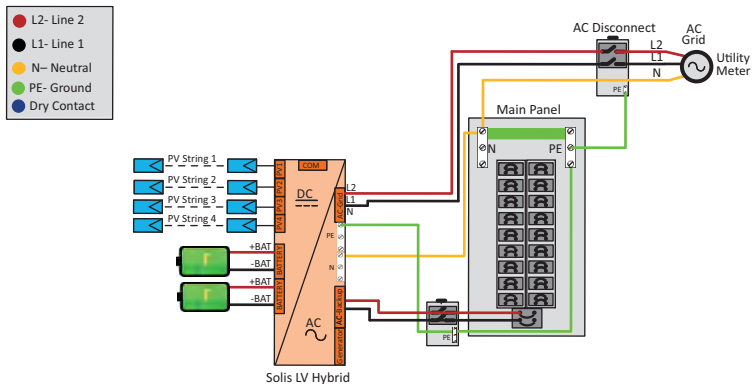 L2- Line 2
L1- Line 1
N– Neutral
PE- Ground
Dry Contact
AC Disconnect
AC
Grid
Utility
Meter
L2
L1
N
PE
Main Panel
N
PE
PV String 1
PV String 2
PV String 3
PV String 4
PV1
PV2
PV3
PV4
COM
DC
AC-Grid
L2
L1
N
PE
N
+BAT
-BAT
+BAT
-BAT
BATTERY
BATTERY
AC
AC-Backup
Generator
PE
Solis LV Hybrid